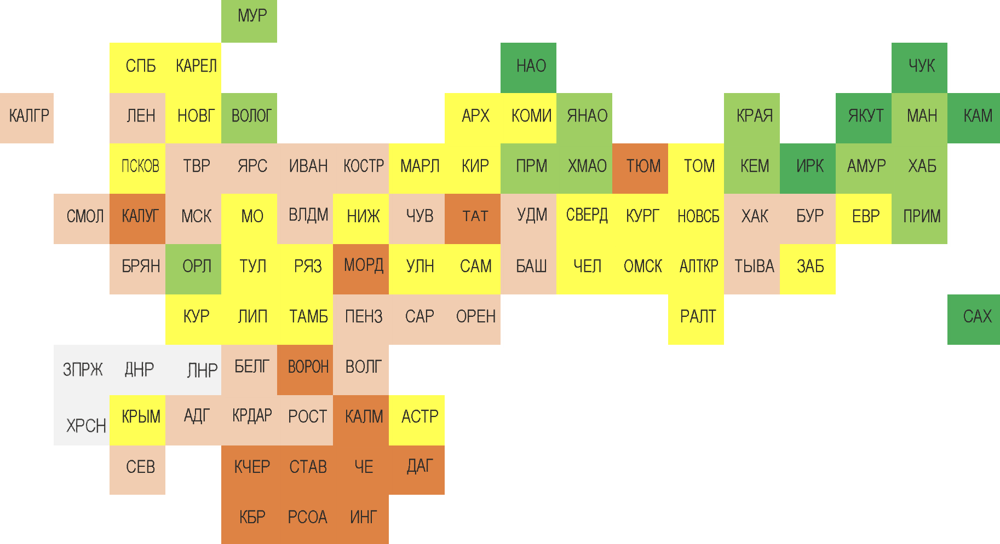 МУР
СПБ КАРЕЛ НАО ЧУК
КАЛГР ЛЕН НОВГ ВОЛОГ АРХ КОМИ ЯНАО КРАЯ ЯКУТ МАН КАМ
ПСКОВ ТВР ЯРС ИВАН КОСТР МАРЛ КИР ПРМ ХМАО ТЮМ ТОМ КЕМ ИРК АМУР ХАБ
СМОЛ КАЛУГ МСК МО ВЛДМ НИЖ ЧУВ ТАТ УДМ СВЕРД КУРГ НОВСБ ХАК БУР ЕВР ПРИМ
БРЯН ОРЛ ТУЛ РЯЗ МОРД УЛН САМ БАШ ЧЕЛ ОМСК АЛТКР ТЫВА ЗАБ
КУР ЛИП ТАМБ ПЕНЗ САР ОРЕН РАЛТ САХ
ЗПРЖ ДНР ЛНР БЕЛГ ВОРОН ВОЛГ
ХРСН КРЫМ АДГ КРДАР РОСТ КАЛМ АСТР
СЕВ КЧЕР СТАВ ЧЕ ДАГ
КБР РСОА ИНГ